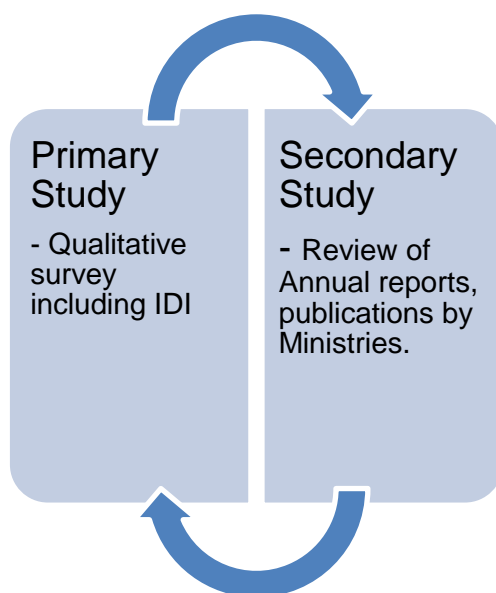 Primary
Study
- Qualitative
survey
including IDI
Secondary
Study
- Review of
Annual reports,
publications by
Ministries.